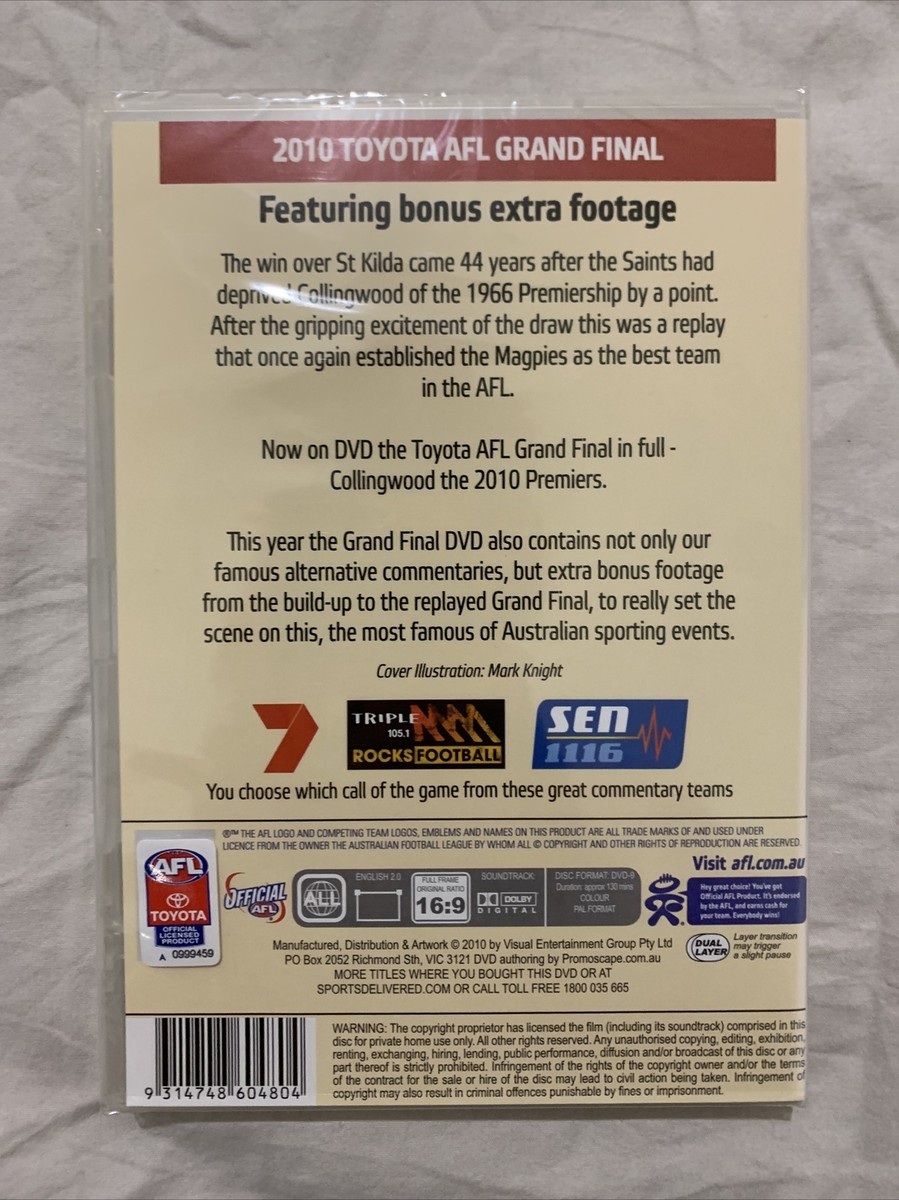 2010 TOYOTA AFL GRAND FINAL
Featuring bonus extra footage
The win over St Kilda came 44 years after the Saints had
deprived Collingwood of the 1966 Premiership by a point.
After the gripping excitement of the draw this was a replay
that once again established the Magpies as the best team
in the AFL.
Now on DVD the Toyota AFL Grand Final in full -
Collingwood the 2010 Premiers.
This year the Grand Final DVD also contains not only our
famous alternative commentaries, but extra bonus footage
from the build-up to the replayed Grand Final, to really set the
scene on this, the most famous of Australian sporting events.
Cover Illustration: Mark Knight
7
TRIPLE MMM
105.1
ROCKS FOOTBALL
SEN
1116
You choose which call of the game from these great commentary teams
®™ THE AFL LOGO AND COMPETING TEAM LOGOS, EMBLEMS AND NAMES ON THIS PRODUCT ARE ALL TRADE MARKS OF AND USED UNDER
LICENCE FROM THE OWNER THE AUSTRALIAN FOOTBALL LEAGUE BY WHOM ALL © COPYRIGHT AND OTHER RIGHTS OF REPRODUCTION ARE RESERVED.
AFL
TOYOTA
OFFICIAL
LICENSED
PRODUCT
A 0999459
OFFICIAL
AFL
ALL
ENGLISH 2.0
FULL FRAME
ORIGINAL RATIO
16:9
SOUNDTRACK:
DOLBY
DIGITAL
DISC FORMAT: DVD-9
Duration: approx 130 mins
COLOUR
PAL FORMAT
Visit afl.com.au
Hey great choice! You've got
Official AFL Product. It's endorsed
by the AFL, and earns cash for
your team. Everybody wins!
Manufactured, Distribution & Artwork © 2010 by Visual Entertainment Group Pty Ltd
PO Box 2052 Richmond Sth, VIC 3121 DVD authoring by Promoscape.com.au
MORE TITLES WHERE YOU BOUGHT THIS DVD OR AT
SPORTSDELIVERED.COM OR CALL TOLL FREE 1800 035 665
DUAL
LAYER
Layer transition
may trigger
a slight pause
9 314748 604804
WARNING: The copyright proprietor has licensed the film (including its soundtrack) comprised in this
disc for private home use only. All other rights reserved. Any unauthorised copying, editing, exhibition,
renting, exchanging, hiring, lending, public performance, diffusion and/or broadcast of this disc or any
part thereof is strictly prohibited. Infringement of the rights of the copyright owner and/or the terms
of the contract for the sale or hire of the disc may lead to civil action being taken. Infringement of
copyright may also result in criminal offences punishable by fines or imprisonment.